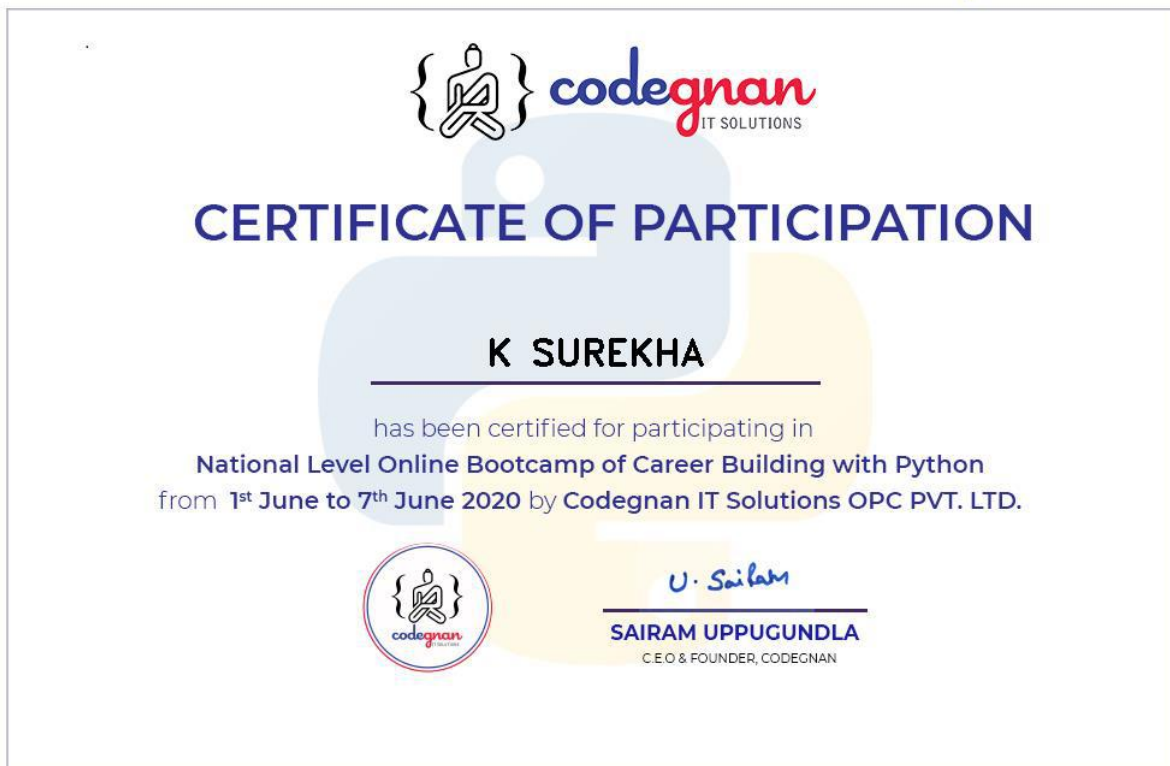 codegnan
IT SOLUTIONS
CERTIFICATE OF PARTICIPATION
K SUREKHA
has been certified for participating in
National Level Online Bootcamp of Career Building with Python
from 1st June to 7th June 2020 by Codegnan IT Solutions OPC PVT. LTD.
codegnan
IT SOLUTIONS
U. Sairam
SAIRAM UPPUGUNDLA
C.E.O & FOUNDER, CODEGNAN